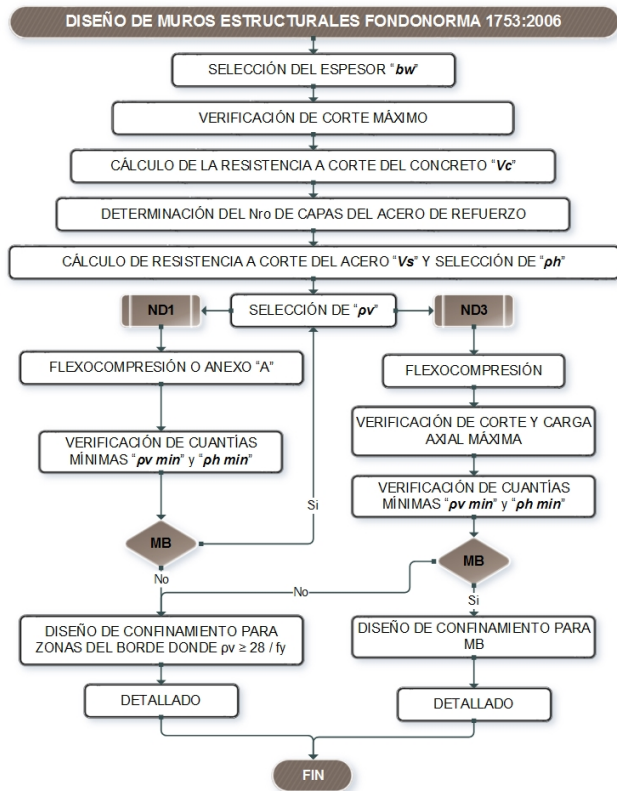 DISEÑO DE MUROS ESTRUCTURALES FONDONORMA 1753:2006
SELECCIÓN DEL ESPESOR "bw"
VERIFICACIÓN DE CORTE MÁXIMO
CÁLCULO DE LA RESISTENCIA A CORTE DEL CONCRETO "Vc"
DETERMINACIÓN DEL Nro DE CAPAS DEL ACERO DE REFUERZO
CÁLCULO DE RESISTENCIA A CORTE DEL ACERO "Vs" Y SELECCIÓN DE "ρh"
ND1
SELECCIÓN DE "ρv"
ND3
FLEXOCOMPRESIÓN O ANEXO "A"
VERIFICACIÓN DE CUANTÍAS
MÍNIMAS "ρv min" y "ρh min"
MB
Si
No
FLEXOCOMPRESIÓN
VERIFICACIÓN DE CORTE Y CARGA
AXIAL MÁXIMA
VERIFICACIÓN DE CUANTÍAS
MÍNIMAS "ρv min" y "ρh min"
MB
No
Si
DISEÑO DE CONFINAMIENTO PARA
ZONAS DEL BORDE DONDE ρv ≥ 28 / fy
DETALLADO
DISEÑO DE CONFINAMIENTO PARA
MB
DETALLADO
FIN